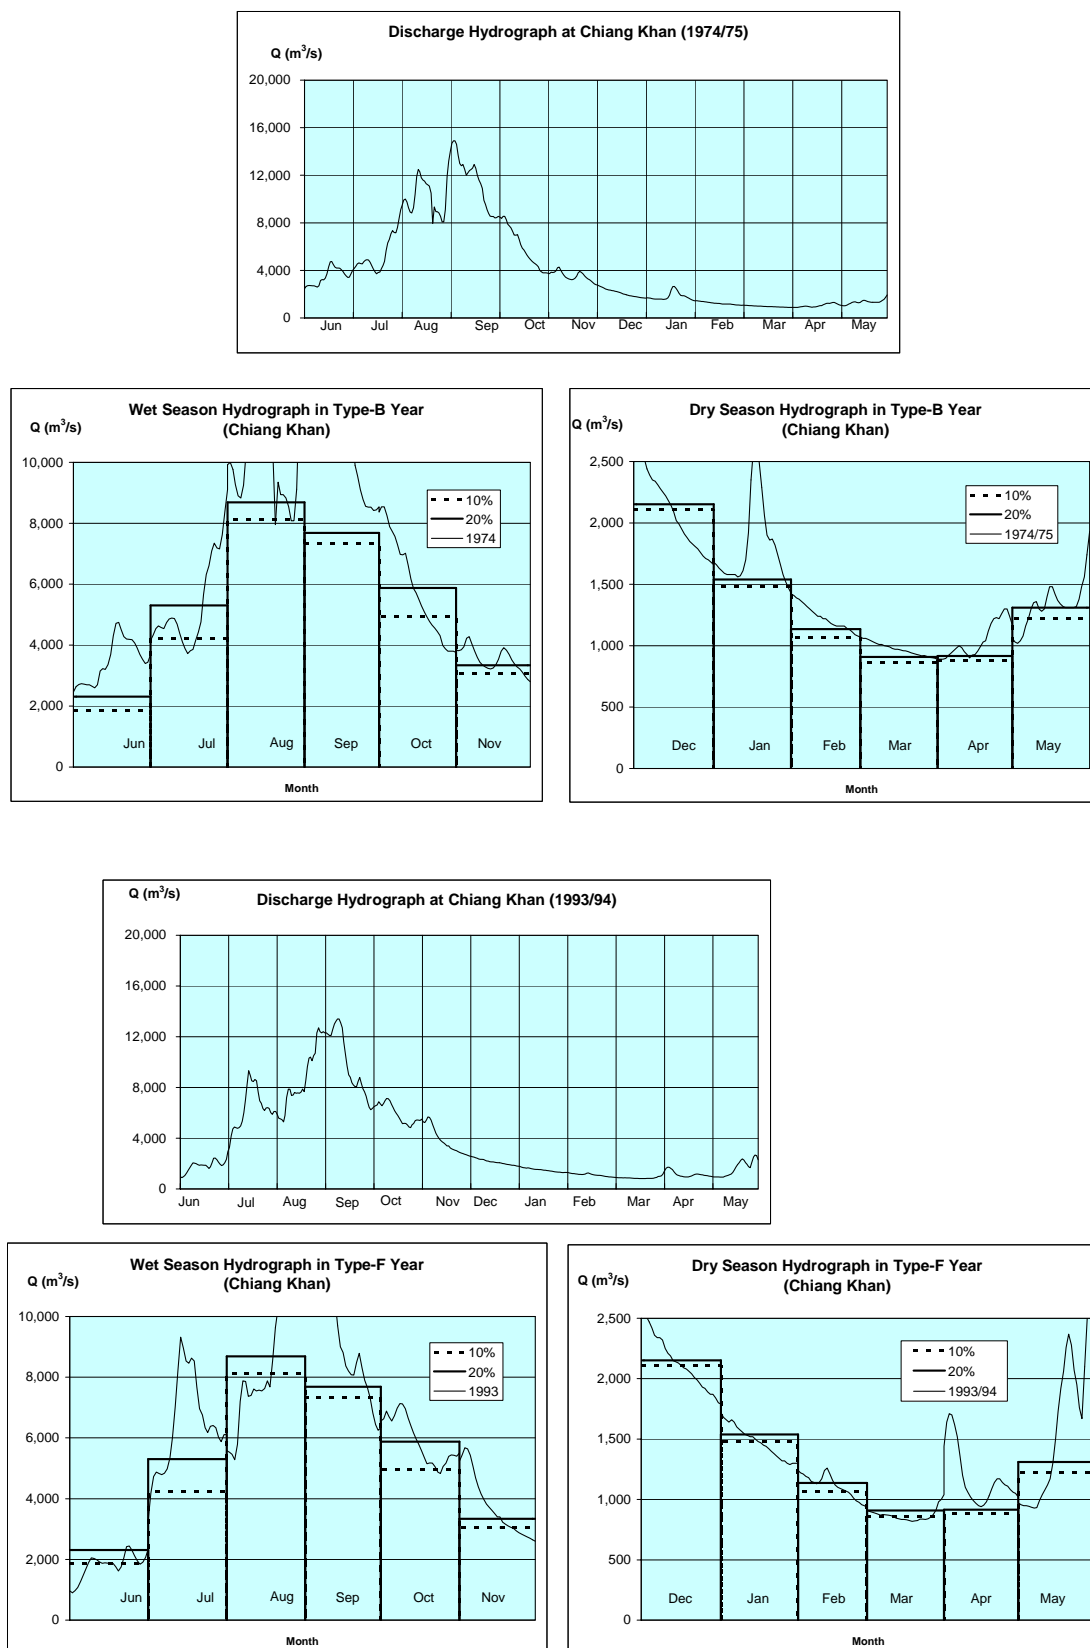 Discharge Hydrograph at Chiang Khan (1974/75)
Q (m³/s)
20,000
16,000
12,000
8,000
4,000
0
Jun Jul Aug Sep Oct Nov Dec Jan Feb Mar Apr May
Wet Season Hydrograph in Type-B Year
(Chiang Khan)
Q (m³/s)
10,000
8,000
6,000
4,000
2,000
0
10%
20%
1974
Jun Jul Aug Sep Oct Nov
Month
Dry Season Hydrograph in Type-B Year
(Chiang Khan)
Q (m³/s)
2,500
2,000
1,500
1,000
500
0
10%
20%
1974/75
Dec Jan Feb Mar Apr May
Month
Discharge Hydrograph at Chiang Khan (1993/94)
Q (m³/s)
20,000
16,000
12,000
8,000
4,000
0
Jun Jul Aug Sep Oct Nov Dec Jan Feb Mar Apr May
Wet Season Hydrograph in Type-F Year
(Chiang Khan)
Q (m³/s)
10,000
8,000
6,000
4,000
2,000
0
10%
20%
1993
Jun Jul Aug Sep Oct Nov
Month
Dry Season Hydrograph in Type-F Year
(Chiang Khan)
Q (m³/s)
2,500
2,000
1,500
1,000
500
0
10%
20%
1993/94
Dec Jan Feb Mar Apr May
Month